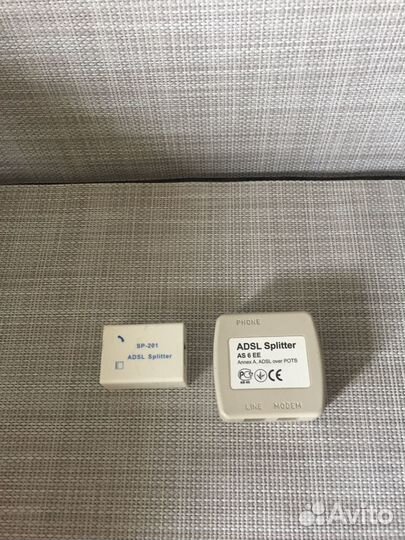 SP-201
ADSL Splitter
PHONE
ADSL Splitter
AS 6 EE
Annex A, ADSL over POTS
CE
LINE MODEM
Avito